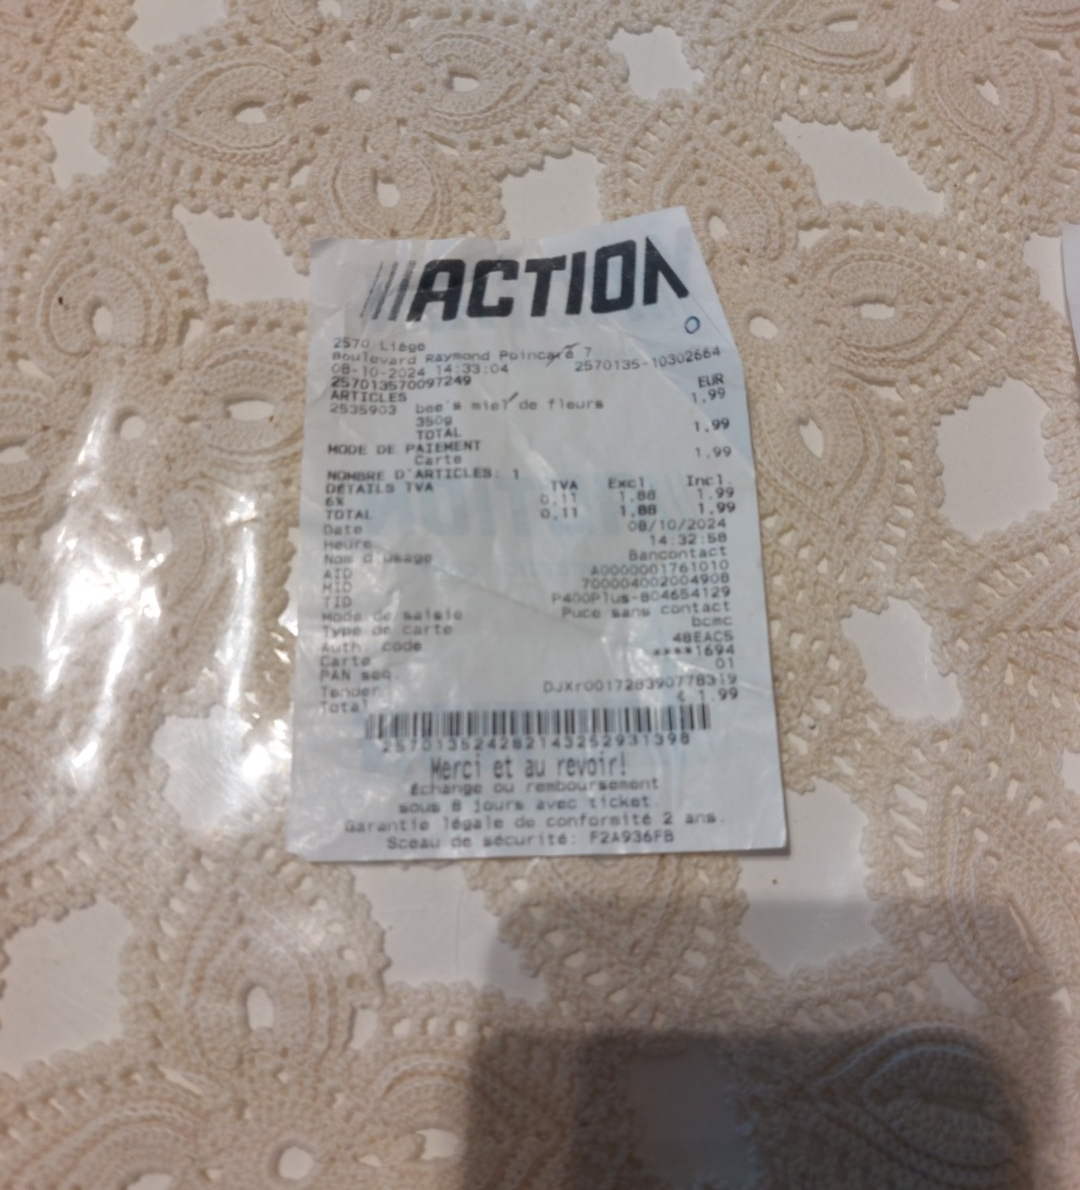 ACTION
2570 Liège
Boulevard Raymond Poincaré 7
08-10-2024 14:33:04 2570135-10302664
257013570097249 EUR
ARTICLES 1,99
2535903 bee's miel de fleurs
350g
TOTAL 1,99
MODE DE PAIEMENT
Carte 1,99
NOMBRE D'ARTICLES: 1
DÉTAILS TVA TVA Excl. Incl.
6% 0,11 1,88 1,99
TOTAL 0,11 1,88 1,99
Date 08/10/2024
Heure 14:32:58
Nom d'usage Bancontact
AID A0000001761010
MID 700004002004908
TID P400Plus-804654129
Mode de saisie Puce sans contact
Type de carte bcmc
Auth. code 4BEAC5
Carte ****1694
PAN seq. 01
Tender DJXr001728390778319
Total € 1.99
Merci et au revoir!
Échange ou remboursement
sous 8 jours avec ticket.
Garantie légale de conformité 2 ans.
Sceau de sécurité: F2A936FB